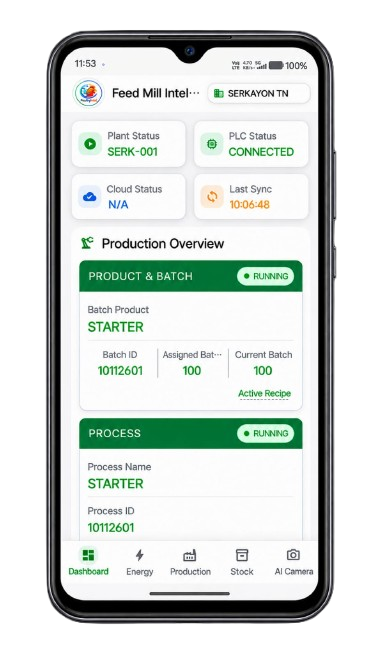 11:53
100%
Feed Mill Intel···
SERKAYON TN
Plant Status
SERK-001
PLC Status
CONNECTED
Cloud Status
N/A
Last Sync
10:06:48
Production Overview
PRODUCT & BATCH
RUNNING
Batch Product
STARTER
Batch ID
Assigned Bat···
Current Batch
10112601
100
100
Active Recipe
PROCESS
RUNNING
Process Name
STARTER
Process ID
10112601
Dashboard
Energy
Production
Stock
AI Camera